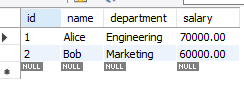 id name department salary
1 Alice Engineering 70000.00
2 Bob Marketing 60000.00
NULL NULL NULL NULL